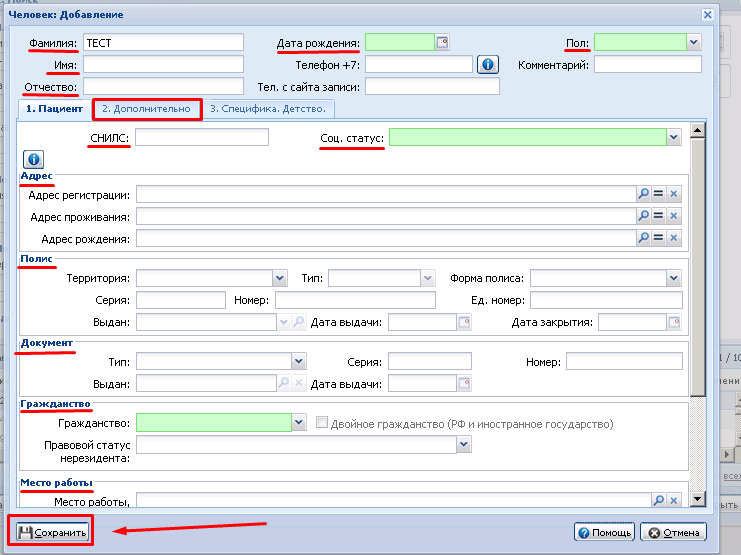 Человек: Добавление
Фамилия: ТЕСТ Дата рождения: Пол:
Имя: Телефон +7: Комментарий:
Отчество: Тел. с сайта записи:
1. Пациент 2. Дополнительно 3. Специфика. Детство.
СНИЛС: Соц. статус:
Адрес
Адрес регистрации:
Адрес проживания:
Адрес рождения:
Полис
Территория: Тип: Форма полиса:
Серия: Номер: Ед. номер:
Выдан: Дата выдачи: Дата закрытия:
Документ
Тип: Серия: Номер:
Выдан: Дата выдачи:
Гражданство
Гражданство: Двойное гражданство (РФ и иностранное государство)
Правовой статус
нерезидента:
Место работы
Место работы,
Сохранить Помощь Отмена